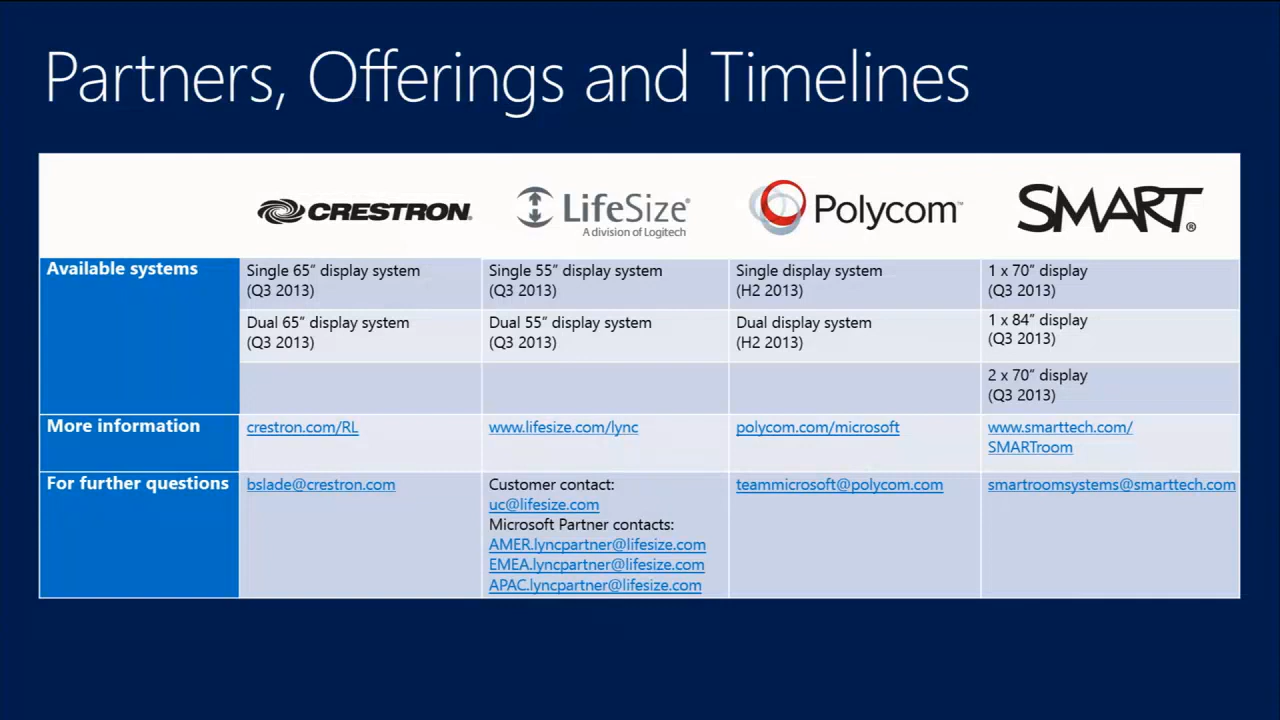 Partners, Offerings and Timelines
CRESTRON®
LifeSize®
A division of Logitech
Polycom™
SMART®
Available systems
Single 65” display system
(Q3 2013)
Single 55” display system
(Q3 2013)
Single display system
(H2 2013)
1 x 70” display
(Q3 2013)
Dual 65” display system
(Q3 2013)
Dual 55” display system
(Q3 2013)
Dual display system
(H2 2013)
1 x 84” display
(Q3 2013)
2 x 70” display
(Q3 2013)
More information
crestron.com/RL
www.lifesize.com/lync
polycom.com/microsoft
www.smarttech.com/
SMARTroom
For further questions
bslade@crestron.com
Customer contact:
uc@lifesize.com
Microsoft Partner contacts:
AMER.lyncpartner@lifesize.com
EMEA.lyncpartner@lifesize.com
APAC.lyncpartner@lifesize.com
teammicrosoft@polycom.com
smartroomsystems@smarttech.com